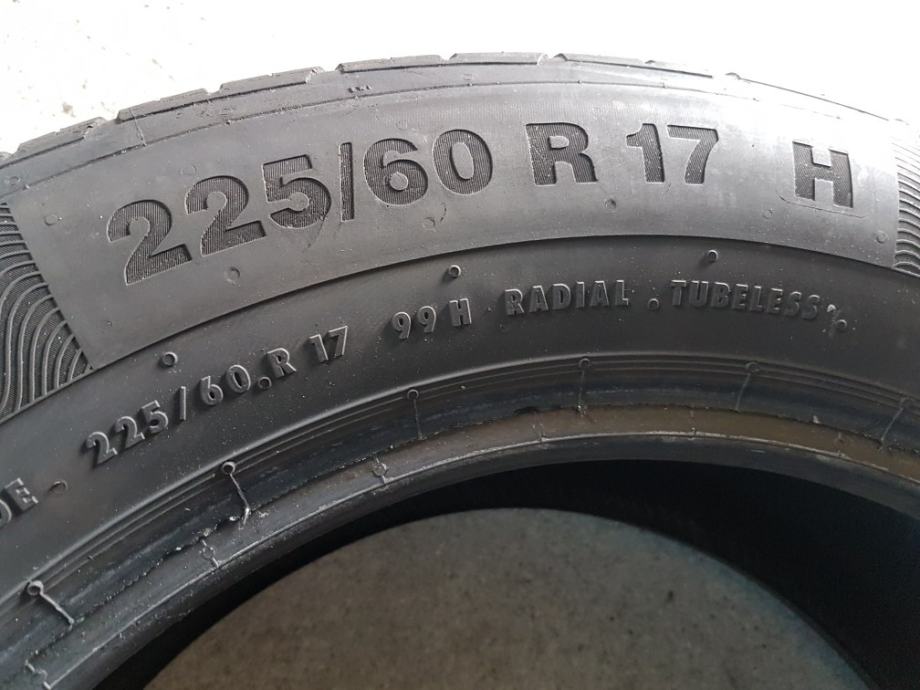 225/60 R 17 H
225/60 R 17 99 H RADIAL . TUBELESS